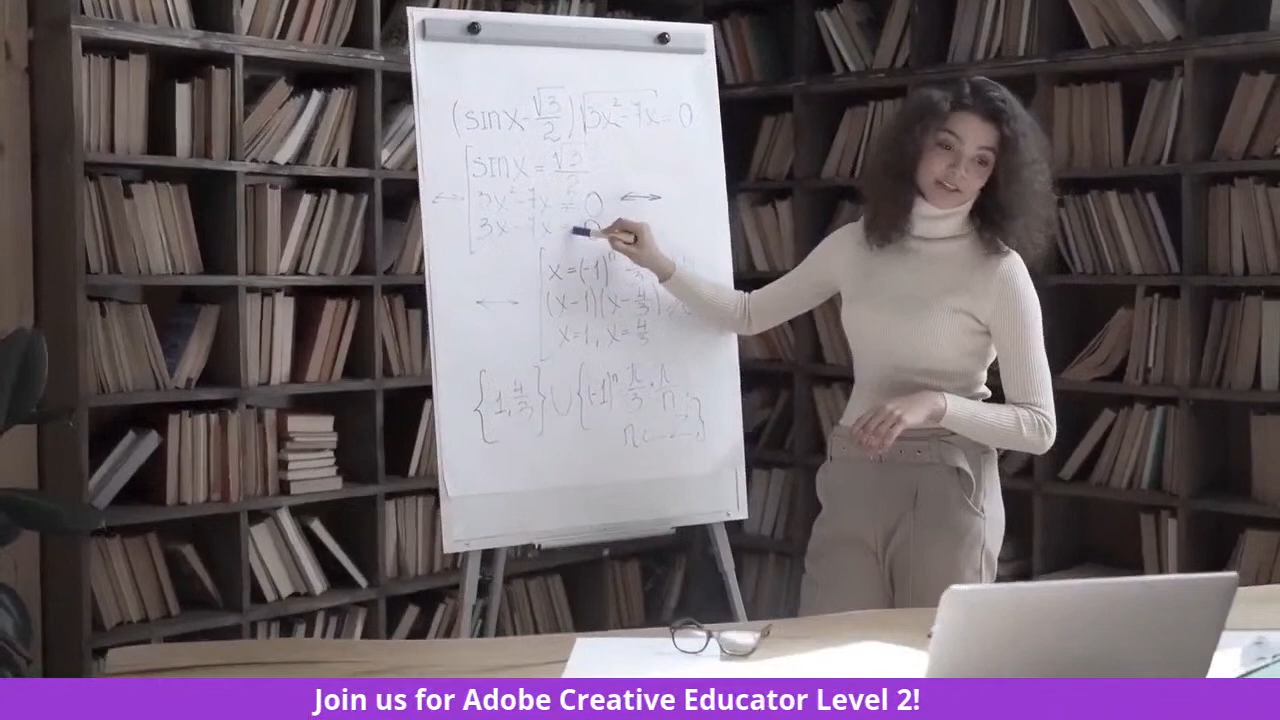 (sin x - √3/2) √3x² - 7x = 0
sin x = √3/2
3x² - 7x ≠ 0
3x - 7x
x = (-1)ⁿ
(x - 1)(x - 4/3)
x = 1, x = 4/3
{1, 4/3} ∪ {(-1)ⁿ π/3
Join us for Adobe Creative Educator Level 2!